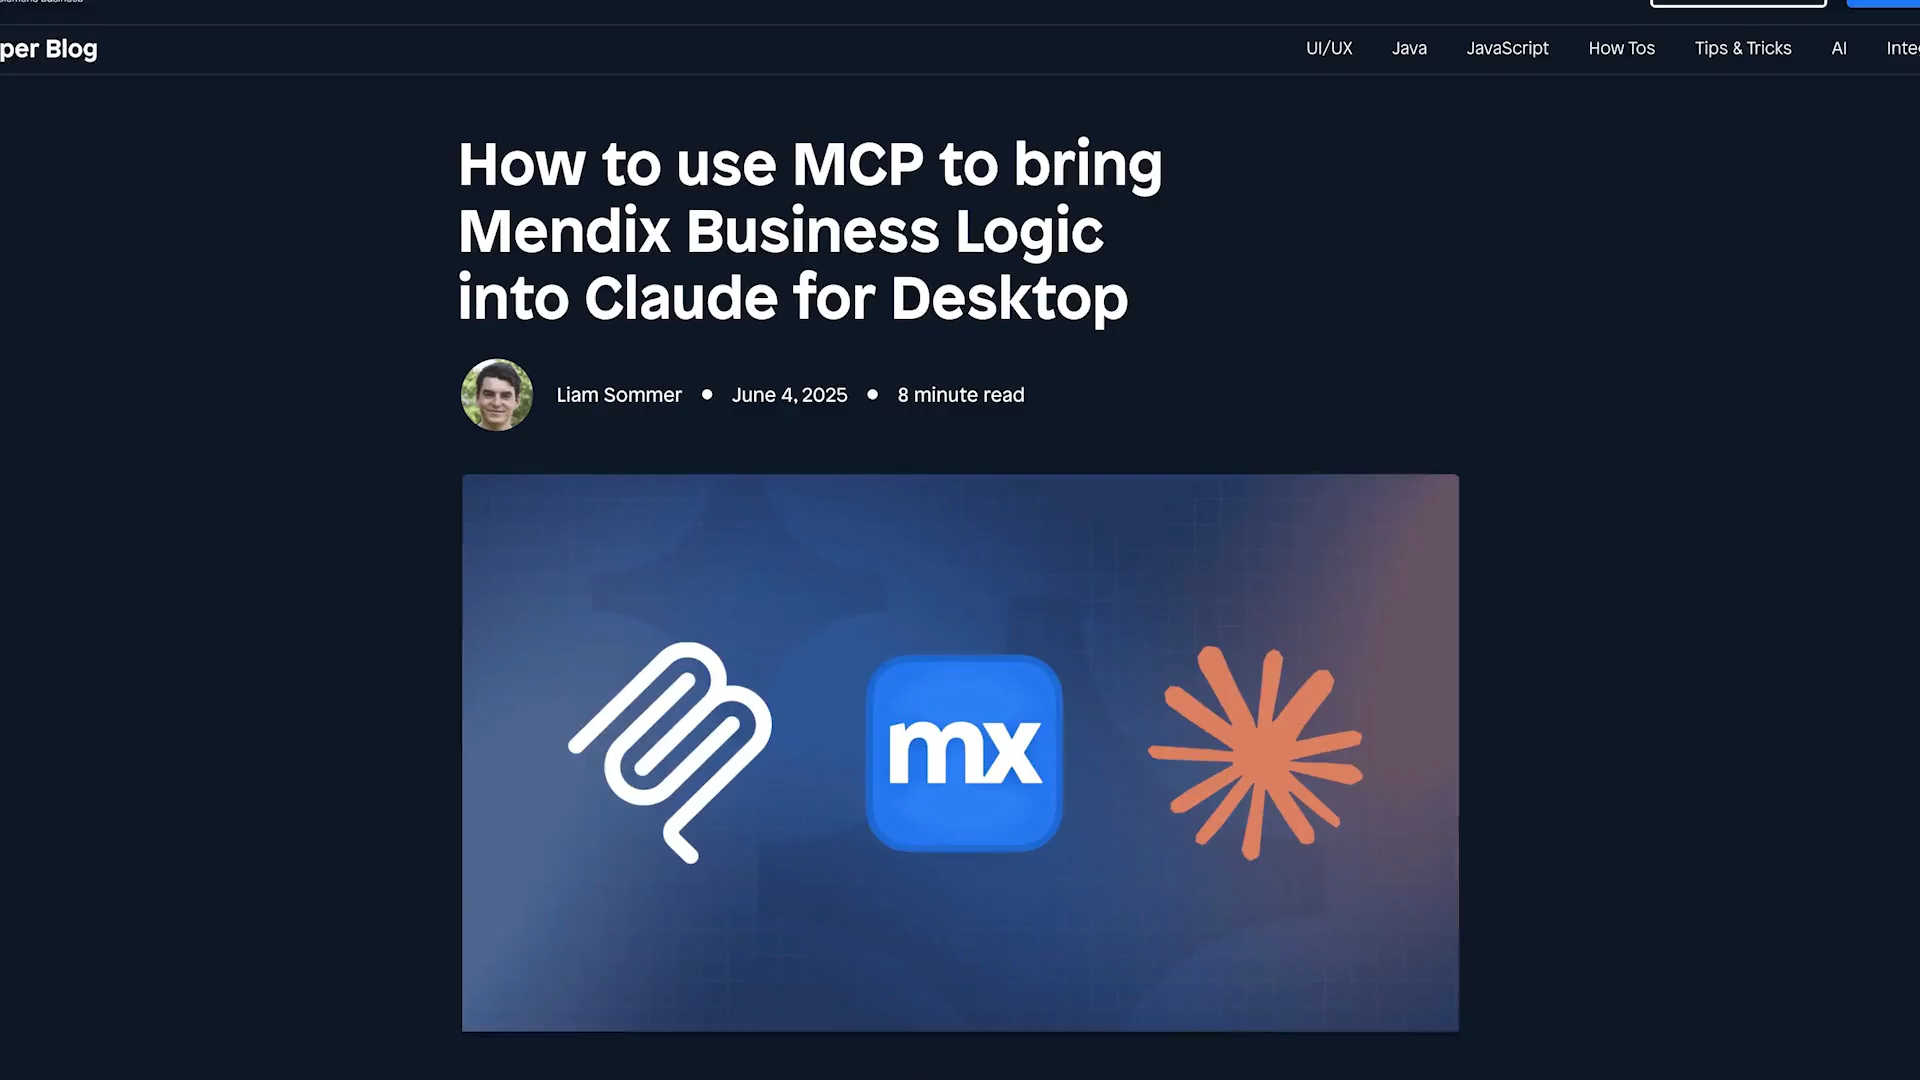 per Blog
UI/UX Java JavaScript How Tos Tips & Tricks AI Inte
How to use MCP to bring
Mendix Business Logic
into Claude for Desktop
Liam Sommer • June 4, 2025 • 8 minute read
mx